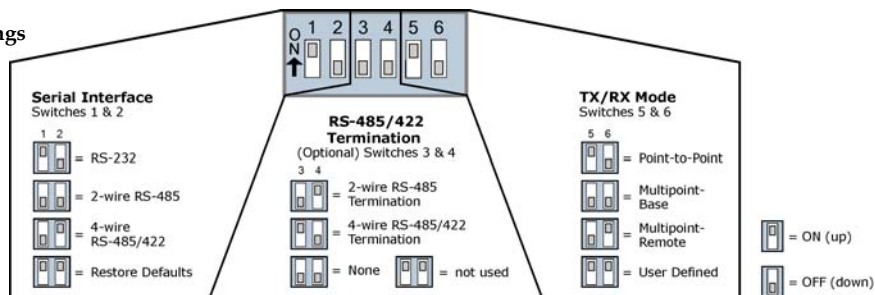 ngs
ON
1 2 3 4 5 6
Serial Interface
Switches 1 & 2
1 2
= RS-232
= 2-wire RS-485
= 4-wire
RS-485/422
= Restore Defaults
RS-485/422
Termination
(Optional) Switches 3 & 4
3 4
= 2-wire RS-485
Termination
= 4-wire RS-485/422
Termination
= None
= not used
TX/RX Mode
Switches 5 & 6
5 6
= Point-to-Point
= Multipoint-
Base
= Multipoint-
Remote
= User Defined
= ON (up)
= OFF (down)